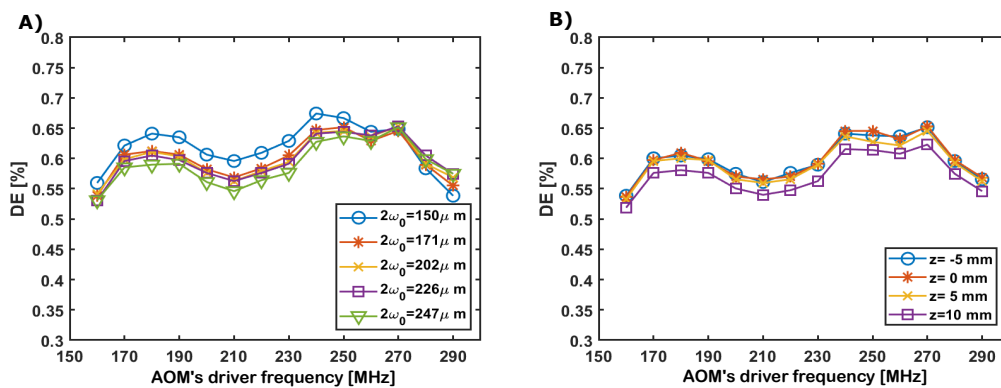 A)
0.8
0.75
0.7
0.65
0.6
0.55
0.5
0.45
0.4
0.35
0.3
DE [%]
2ω0=150μ m
2ω0=171μ m
2ω0=202μ m
2ω0=226μ m
2ω0=247μ m
150 170 190 210 230 250 270 290
AOM's driver frequency [MHz]
B)
0.8
0.75
0.7
0.65
0.6
0.55
0.5
0.45
0.4
0.35
0.3
DE [%]
z= -5 mm
z= 0 mm
z= 5 mm
z=10 mm
150 170 190 210 230 250 270 290
AOM's driver frequency [MHz]